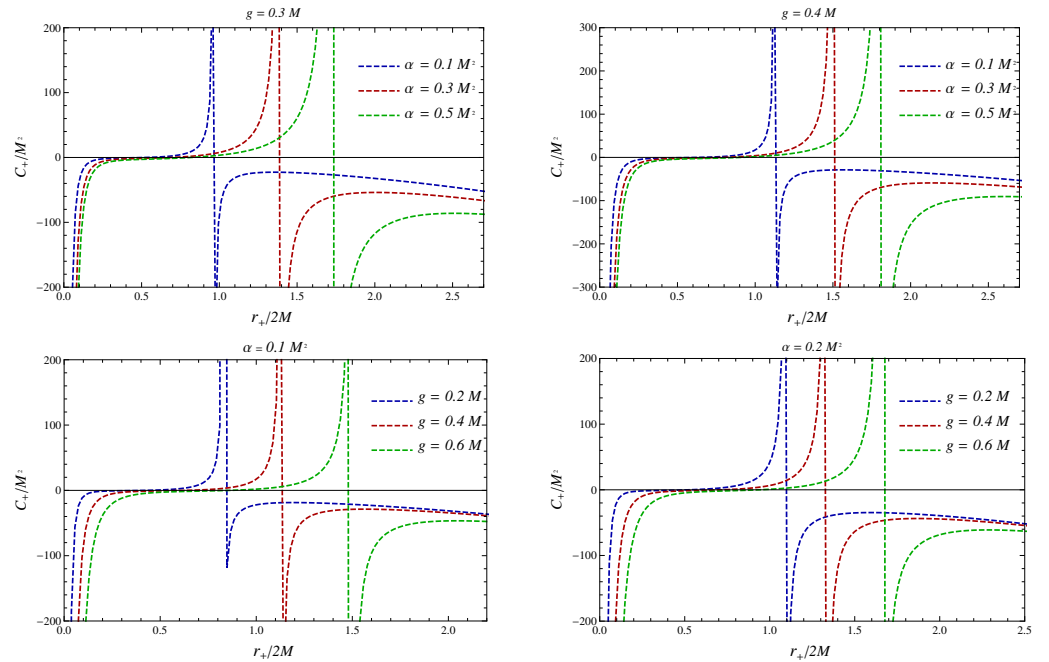 g = 0.3 M
C₊/M²
200
100
0
−100
−200
α = 0.1 M²
α = 0.3 M²
α = 0.5 M²
0.0 0.5 1.0 1.5 2.0 2.5
r₊/2M
g = 0.4 M
C₊/M²
300
200
100
0
−100
−200
−300
α = 0.1 M²
α = 0.3 M²
α = 0.5 M²
0.0 0.5 1.0 1.5 2.0 2.5
r₊/2M
α = 0.1 M²
C₊/M²
200
100
0
−100
−200
g = 0.2 M
g = 0.4 M
g = 0.6 M
0.0 0.5 1.0 1.5 2.0
r₊/2M
α = 0.2 M²
C₊/M²
200
100
0
−100
−200
g = 0.2 M
g = 0.4 M
g = 0.6 M
0.0 0.5 1.0 1.5 2.0 2.5
r₊/2M